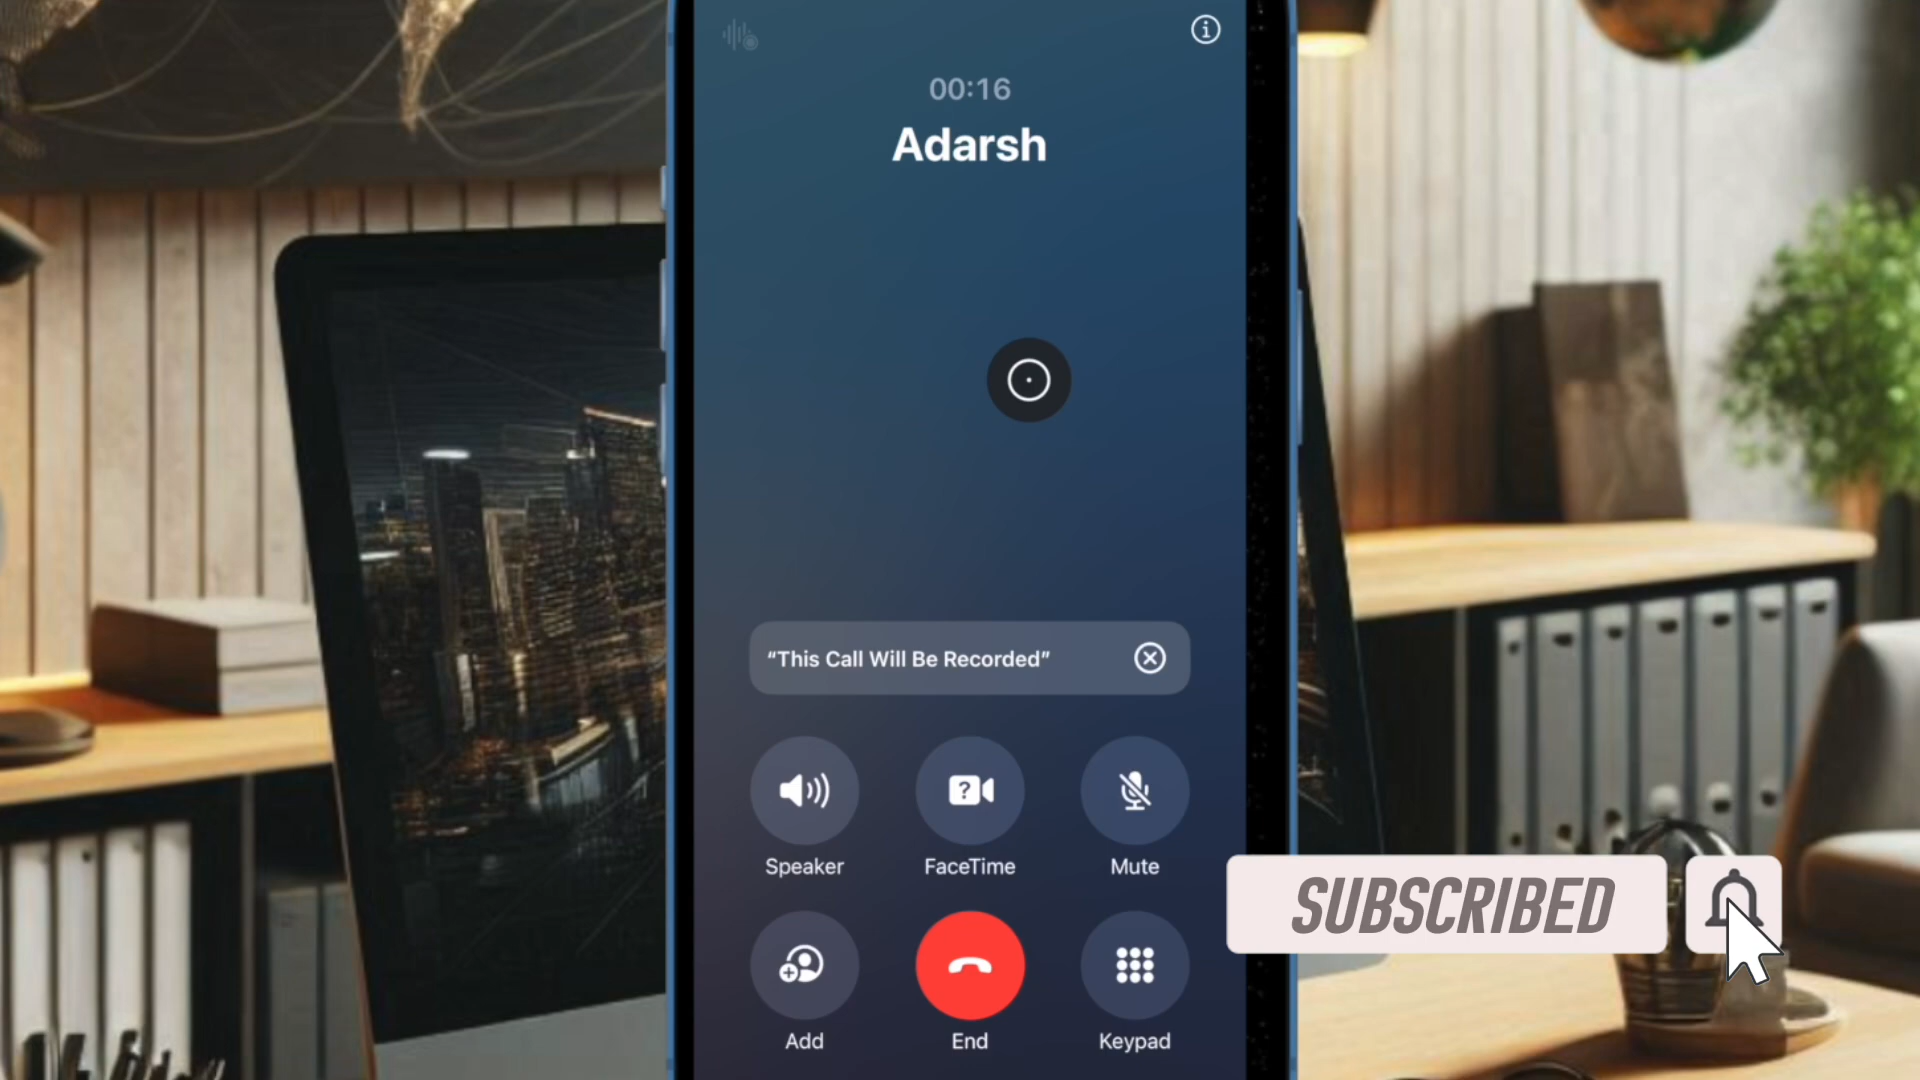 00:16
Adarsh
“This Call Will Be Recorded”
Speaker
FaceTime
Mute
SUBSCRIBED
Add
End
Keypad